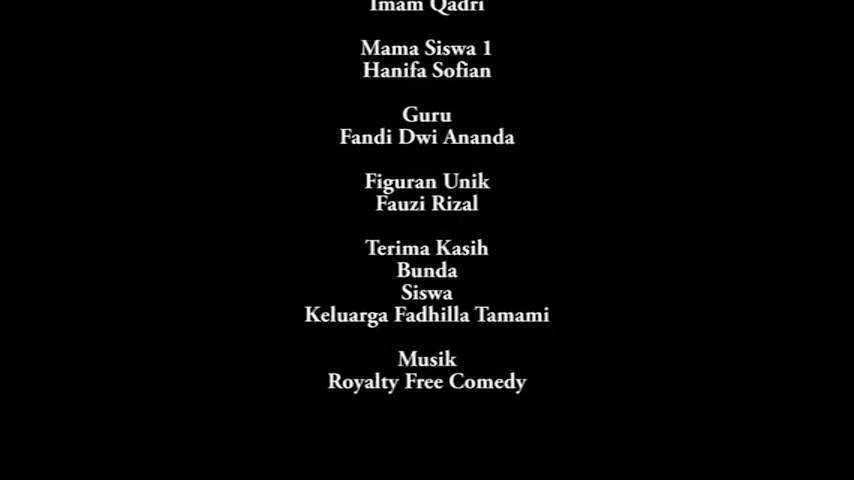 Imam Qadri
Mama Siswa 1
Hanifa Sofian
Guru
Fandi Dwi Ananda
Figuran Unik
Fauzi Rizal
Terima Kasih
Bunda
Siswa
Keluarga Fadhilla Tamami
Musik
Royalty Free Comedy